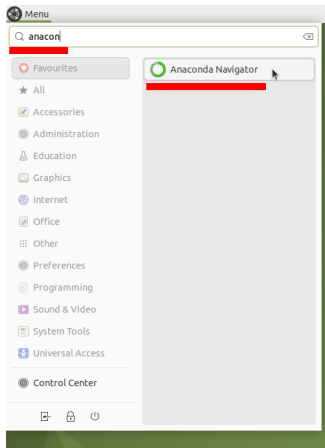 Menu
anacon
Favourites
Anaconda Navigator
All
Accessories
Administration
Education
Graphics
Internet
Office
Other
Preferences
Programming
Sound & Video
System Tools
Universal Access
Control Center